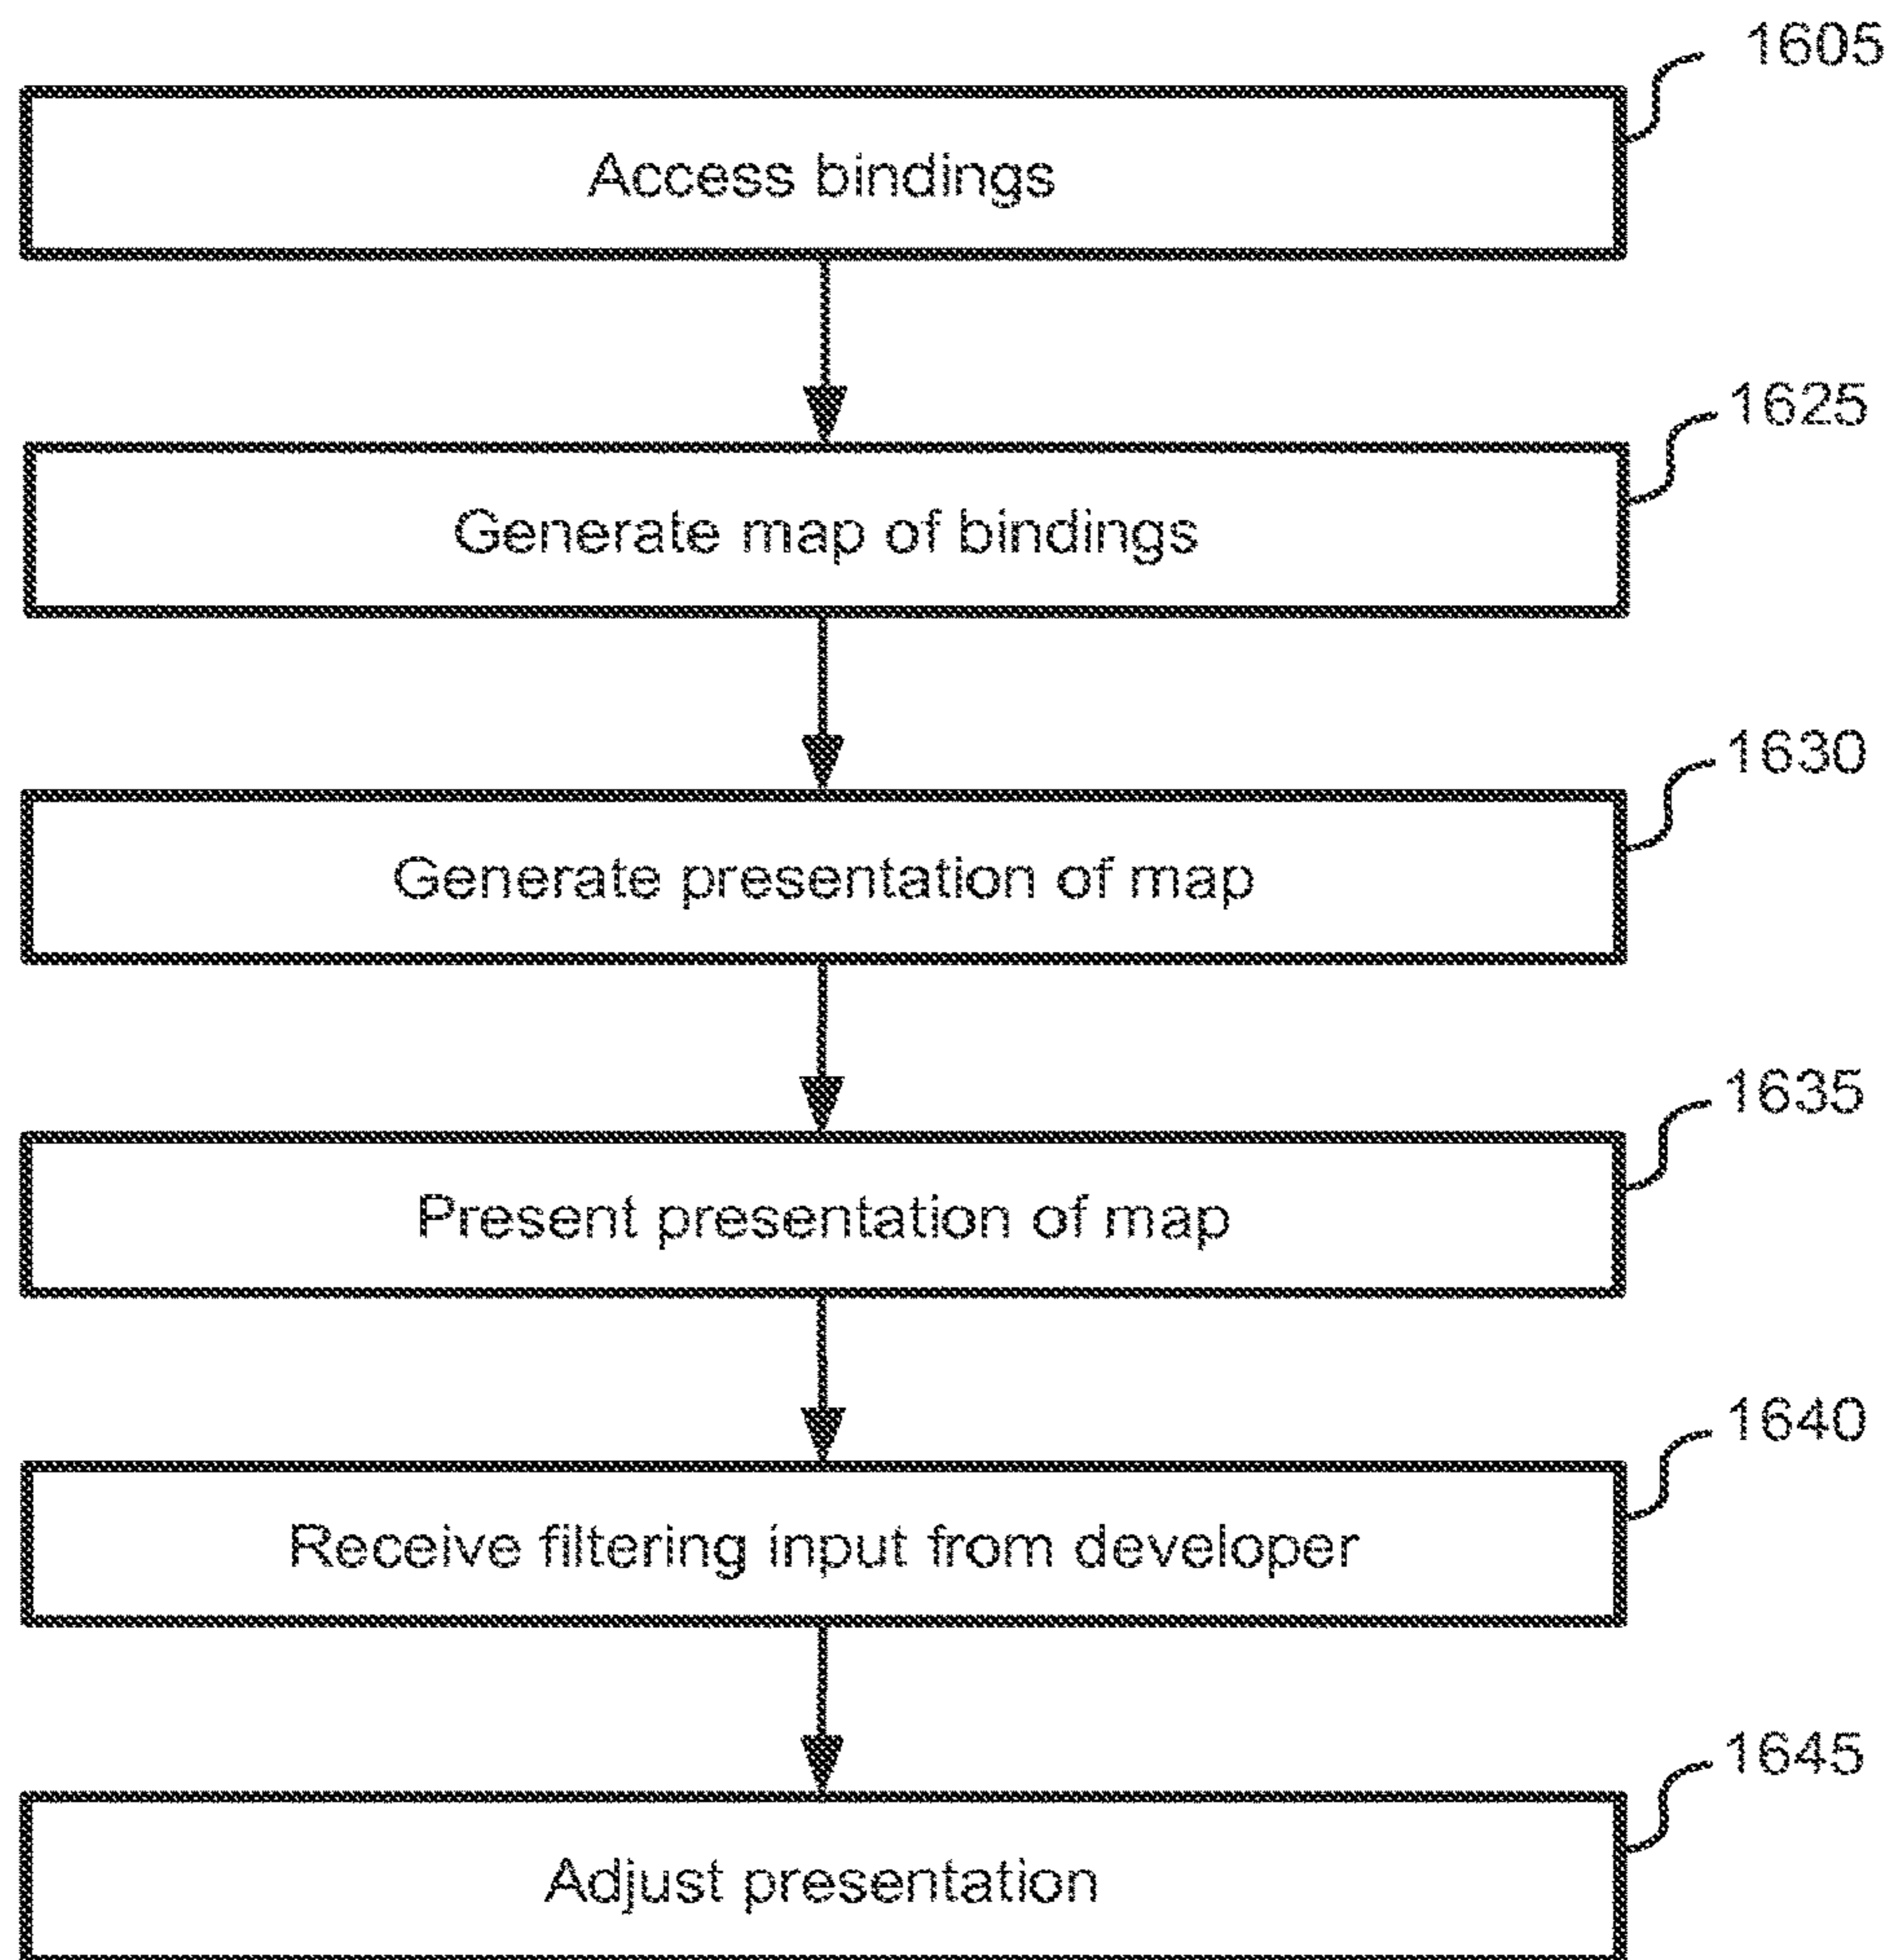 1605
Access bindings
1625
Generate map of bindings
1630
Generate presentation of map
1635
Present presentation of map
1640
Receive filtering input from developer
1645
Adjust presentation